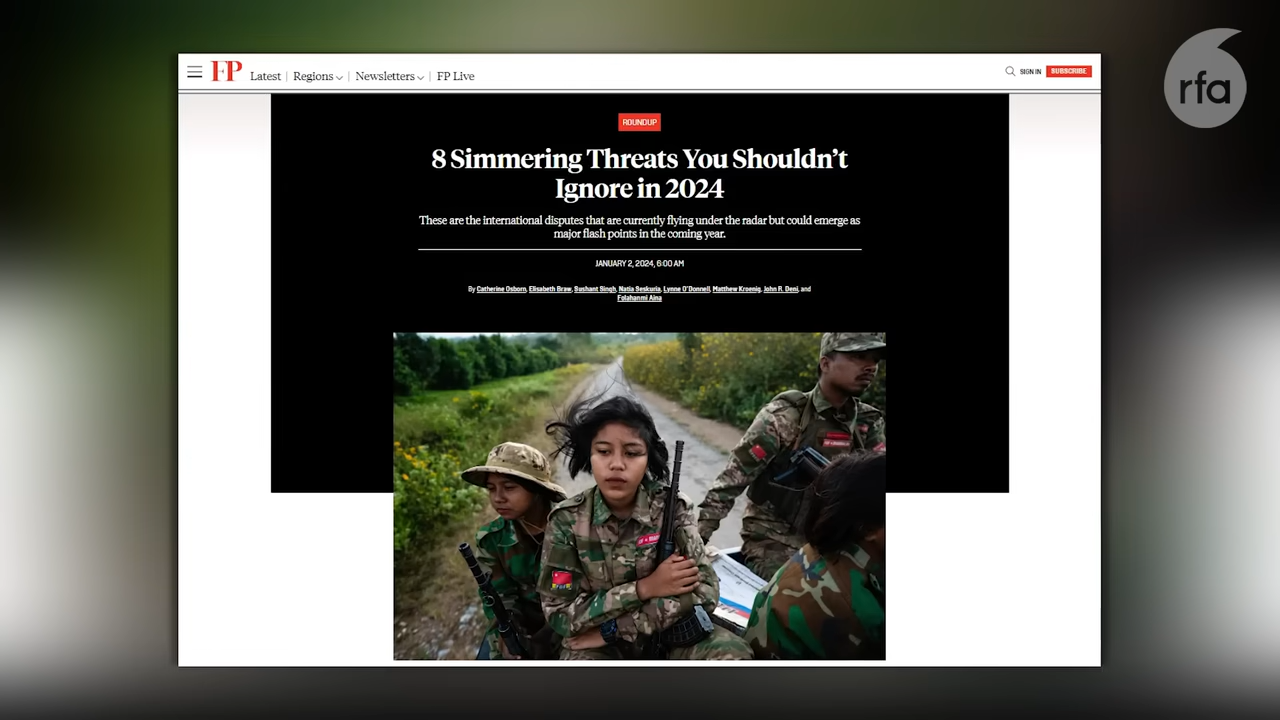 rfa
FP
Latest | Regions | Newsletters | FP Live
SIGN IN
SUBSCRIBE
ROUNDUP
8 Simmering Threats You Shouldn’t
Ignore in 2024
These are the international disputes that are currently flying under the radar but could emerge as
major flash points in the coming year.
JANUARY 2, 2024, 6:00 AM
By Catherine Osborn, Elisabeth Braw, Sushant Singh, Natia Seskuria, Lynne O’Donnell, Matthew Kroenig, John R. Deni, and
Folahanmi Aina